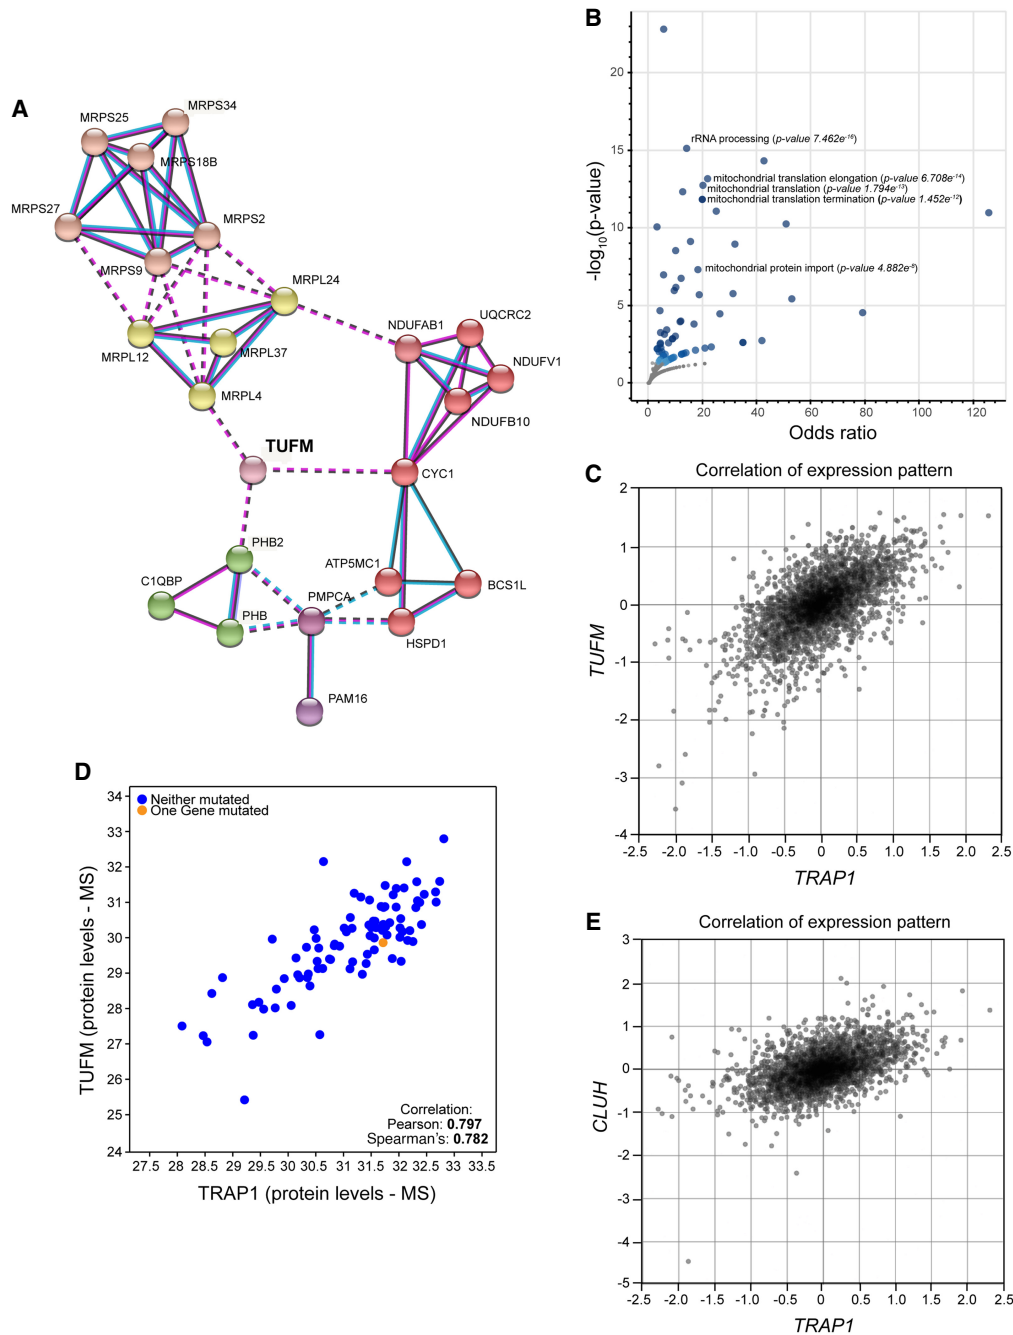 A
MRPS34
MRPS25
MRPS18B
MRPS27
MRPS2
MRPS9
MRPL24
MRPL12
MRPL37
MRPL4
NDUFAB1
UQCRC2
NDUFV1
NDUFB10
TUFM
CYC1
PHB2
C1QBP
PHB
ATP5MC1
PMPCA
BCS1L
HSPD1
PAM16
B
20
15
10
5
0
-log10(p-value)
rRNA processing (p-value 7.462e-16)
mitochondrial translation elongation (p-value 6.708e-14)
mitochondrial translation (p-value 1.794e-13)
mitochondrial translation termination (p-value 1.452e-12)
mitochondrial protein import (p-value 4.882e-8)
0 20 40 60 80 100 120
Odds ratio
C
Correlation of expression pattern
2
1
0
-1
-2
-3
-4
TUFM
-2.5 -2.0 -1.5 -1.0 -0.5 0 0.5 1.0 1.5 2.0 2.5
TRAP1
D
34
33
32
31
30
29
28
27
26
25
24
TUFM (protein levels - MS)
Neither mutated
One Gene mutated
Correlation:
Pearson: 0.797
Spearman's: 0.782
27.5 28 28.5 29 29.5 30 30.5 31 31.5 32 32.5 33 33.5
TRAP1 (protein levels - MS)
E
Correlation of expression pattern
3
2
1
0
-1
-2
-3
-4
-5
CLUH
-2.5 -2.0 -1.5 -1.0 -0.5 0 0.5 1.0 1.5 2.0 2.5
TRAP1